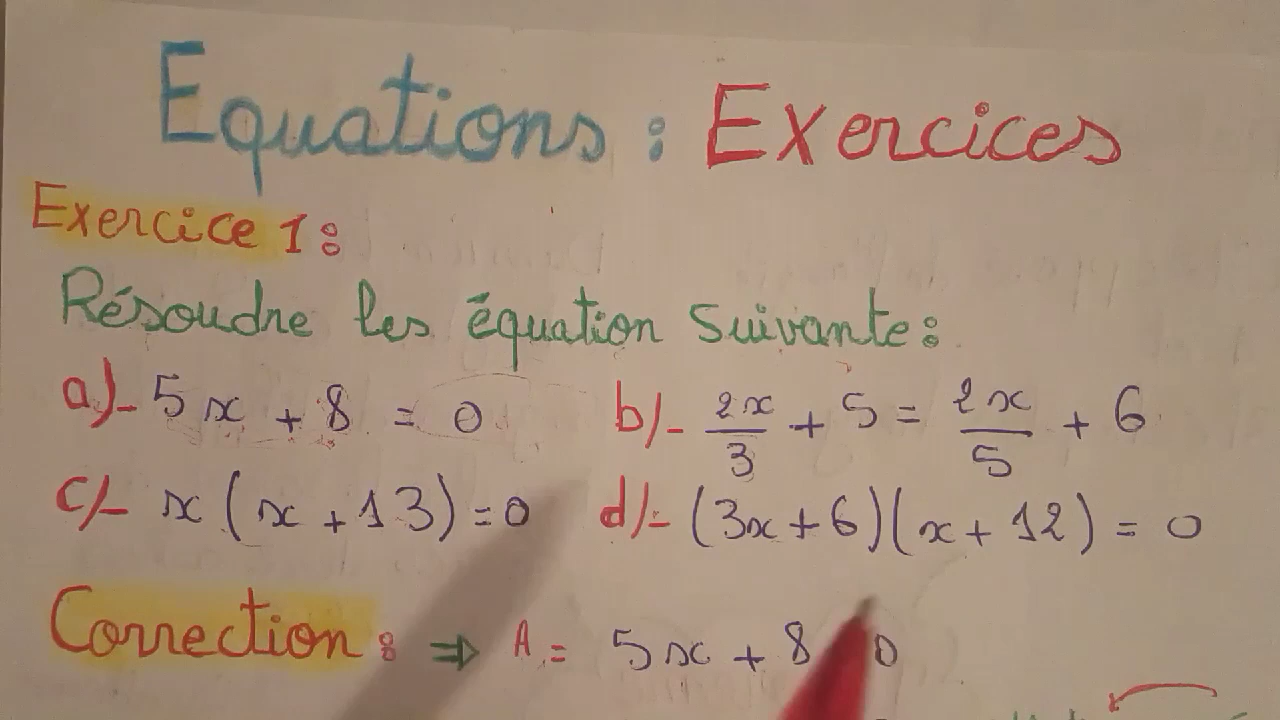 Equations : Exercices
Exercice 1 :
Résoudre les équation suivante :
a)- 5x + 8 = 0 b)- 2x/3 + 5 = 2x/5 + 6
c)- x(x + 13) = 0 d)- (3x + 6)(x + 12) = 0
Correction : ⇒ A = 5x + 8 0